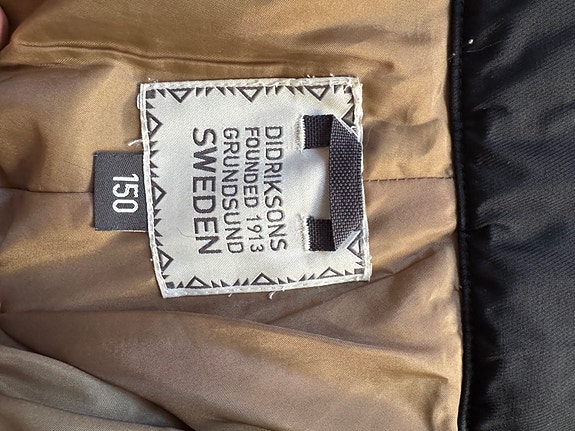 DIDRIKSONS
FOUNDED 1913
GRUNDSUND
SWEDEN
150